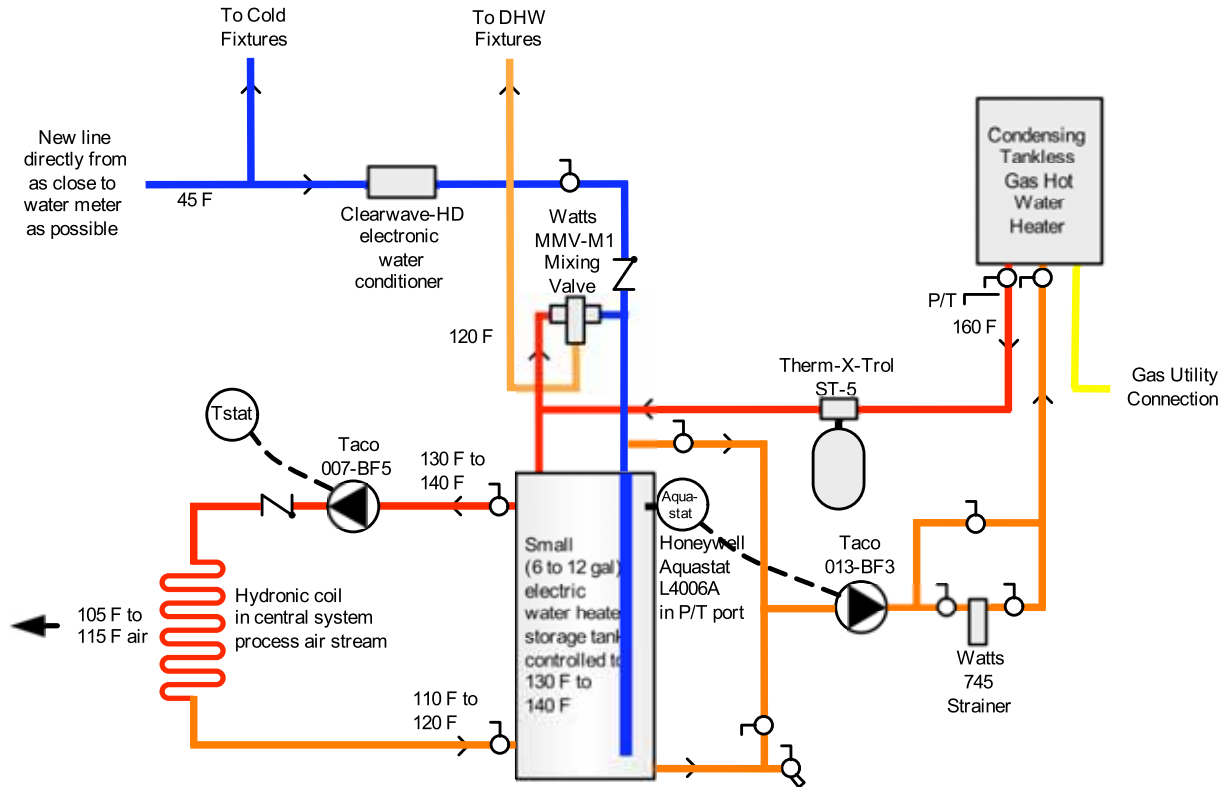 To Cold
Fixtures
To DHW
Fixtures
New line
directly from
as close to
water meter
as possible
45 F
Clearwave-HD
electronic
water
conditioner
Watts
MMV-M1
Mixing
Valve
120 F
Condensing
Tankless
Gas Hot
Water
Heater
P/T
160 F
Gas Utility
Connection
Therm-X-Trol
ST-5
Tstat
Taco
007-BF5
130 F to
140 F
Aqua-
stat
Honeywell
Aquastat
L4006A
in P/T port
Taco
013-BF3
Small
(6 to 12 gal)
electric
water heate
storage tank
controlled to
130 F to
140 F
Hydronic coil
in central system
process air stream
105 F to
115 F air
110 F to
120 F
Watts
745
Strainer